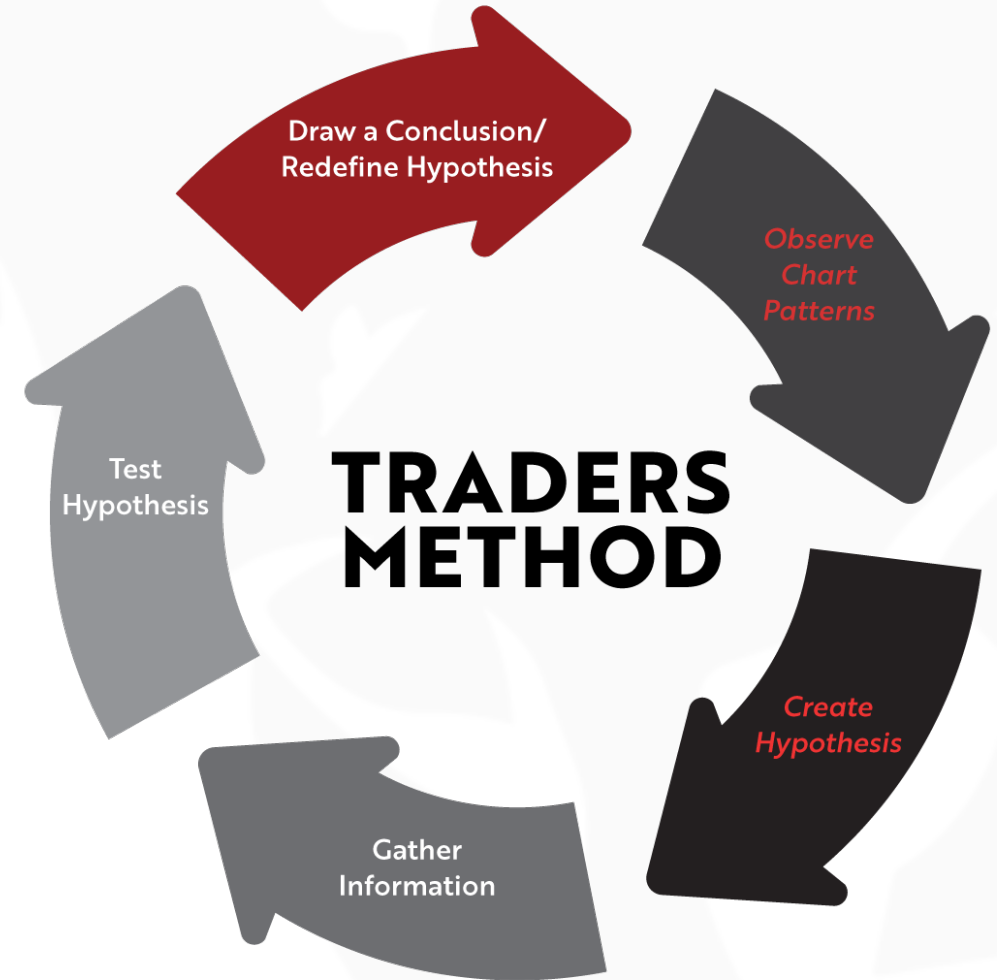 Draw a Conclusion/
Redefine Hypothesis
Observe
Chart
Patterns
Create
Hypothesis
Gather
Information
Test
Hypothesis
TRADERS
METHOD